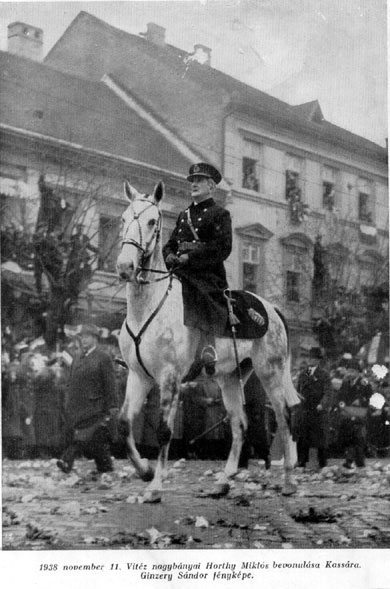 1938 november 11. Vitéz nagybányai Horthy Miklós bevonulása Kassára.
Ginzery Sándor fényképe.